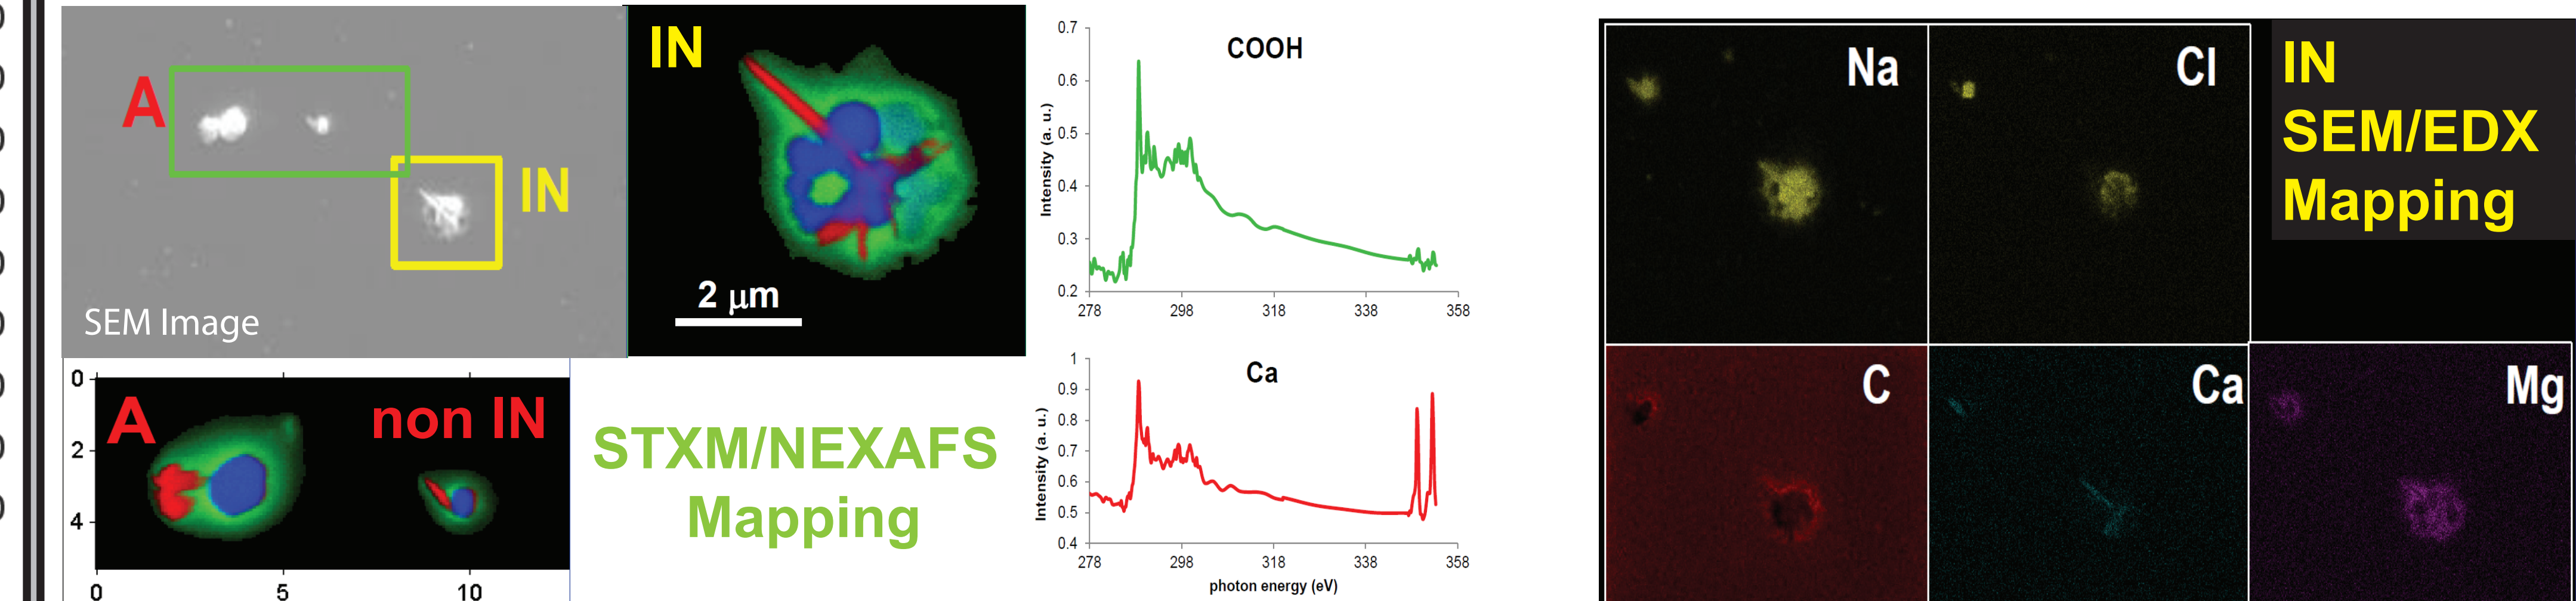 A
IN
SEM Image
IN
2 μm
A
non IN
0
2
4
0
5
10
STXM/NEXAFS
Mapping
COOH
Intensity (a. u.)
0.7
0.6
0.5
0.4
0.3
0.2
278
298
318
338
358
Ca
Intensity (a. u.)
1
0.9
0.8
0.7
0.6
0.5
0.4
278
298
318
338
358
photon energy (eV)
Na
Cl
C
Ca
Mg
IN
SEM/EDX
Mapping